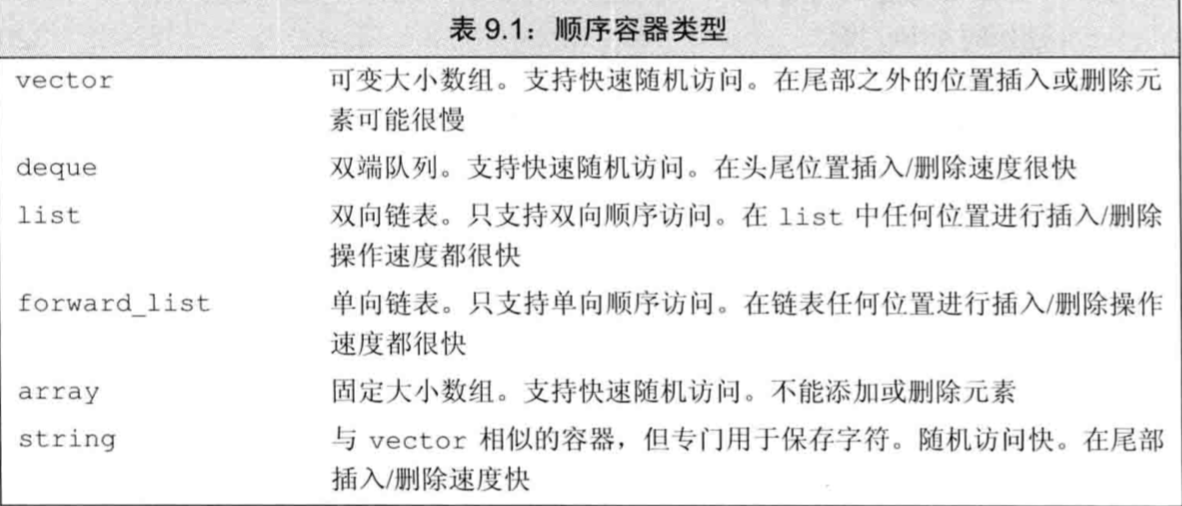 表 9.1：顺序容器类型
vector 可变大小数组。支持快速随机访问。在尾部之外的位置插入或删除元
素可能很慢
deque 双端队列。支持快速随机访问。在头尾位置插入/删除速度很快
list 双向链表。只支持双向顺序访问。在 list 中任何位置进行插入/删除
操作速度都很快
forward_list 单向链表。只支持单向顺序访问。在链表任何位置进行插入/删除操作
速度都很快
array 固定大小数组。支持快速随机访问。不能添加或删除元素
string 与 vector 相似的容器，但专门用于保存字符。随机访问快。在尾部
插入/删除速度快